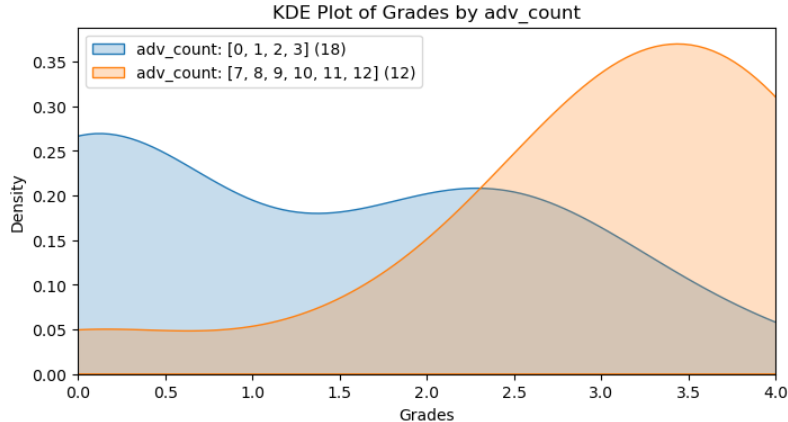 KDE Plot of Grades by adv_count
adv_count: [0, 1, 2, 3] (18)
adv_count: [7, 8, 9, 10, 11, 12] (12)
Density
0.35
0.30
0.25
0.20
0.15
0.10
0.05
0.00
0.0 0.5 1.0 1.5 2.0 2.5 3.0 3.5 4.0
Grades